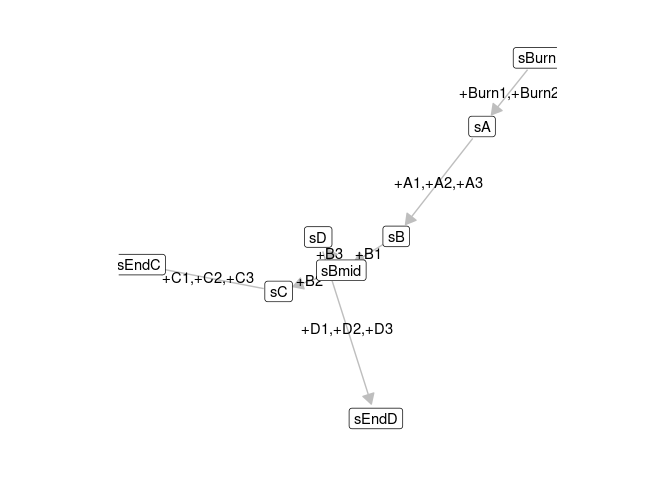 sBurn
+Burn1,+Burn2
sA
+A1,+A2,+A3
sD
sB
+B3
+B1
sEndC
sBmid
+C1,+C2,+C3
+B2
sC
+D1,+D2,+D3
sEndD